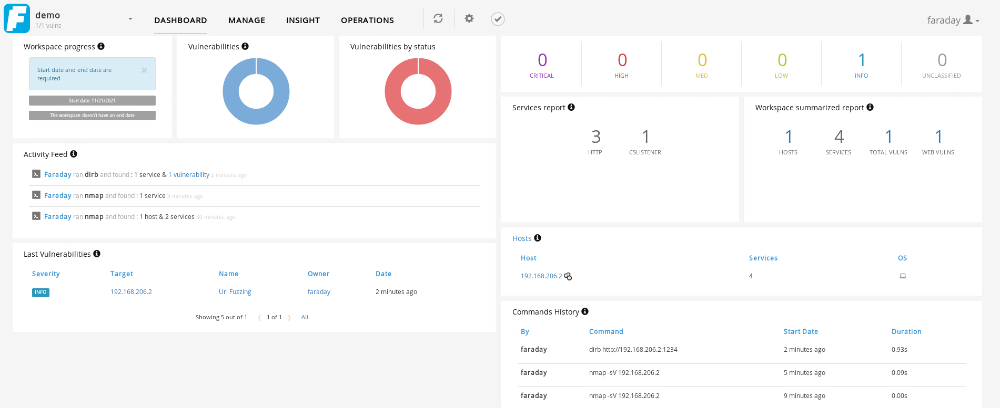 demo
1/1 vulns
DASHBOARD MANAGE INSIGHT OPERATIONS
faraday
Workspace progress
Start date and end date are
required
×
Start date: 11/21/2021
The workspace doesn't have an end date
Vulnerabilities
Vulnerabilities by status
0 0 0 0 1 0
CRITICAL HIGH MED LOW INFO UNCLASSIFIED
Services report
3 1
HTTP CSLISTENER
Workspace summarized report
1 4 1 1
HOSTS SERVICES TOTAL VULNS WEB VULNS
Activity Feed
Faraday ran dirb and found : 1 service & 1 vulnerability 2 minutes ago
Faraday ran nmap and found : 1 service 9 minutes ago
Faraday ran nmap and found : 1 host & 2 services 30 minutes ago
Last Vulnerabilities
Severity Target Name Owner Date
INFO 192.168.206.2 Url Fuzzing faraday 2 minutes ago
Showing 5 out of 1 ❮ 1 of 1 ❯ All
Hosts
Host Services OS
192.168.206.2 4
Commands History
By Command Start Date Duration
faraday dirb http://192.168.206.2:1234 2 minutes ago 0.93s
faraday nmap -sV 192.168.206.2 5 minutes ago 0.09s
faraday nmap -sV 192.168.206.2 9 minutes ago 0.00s